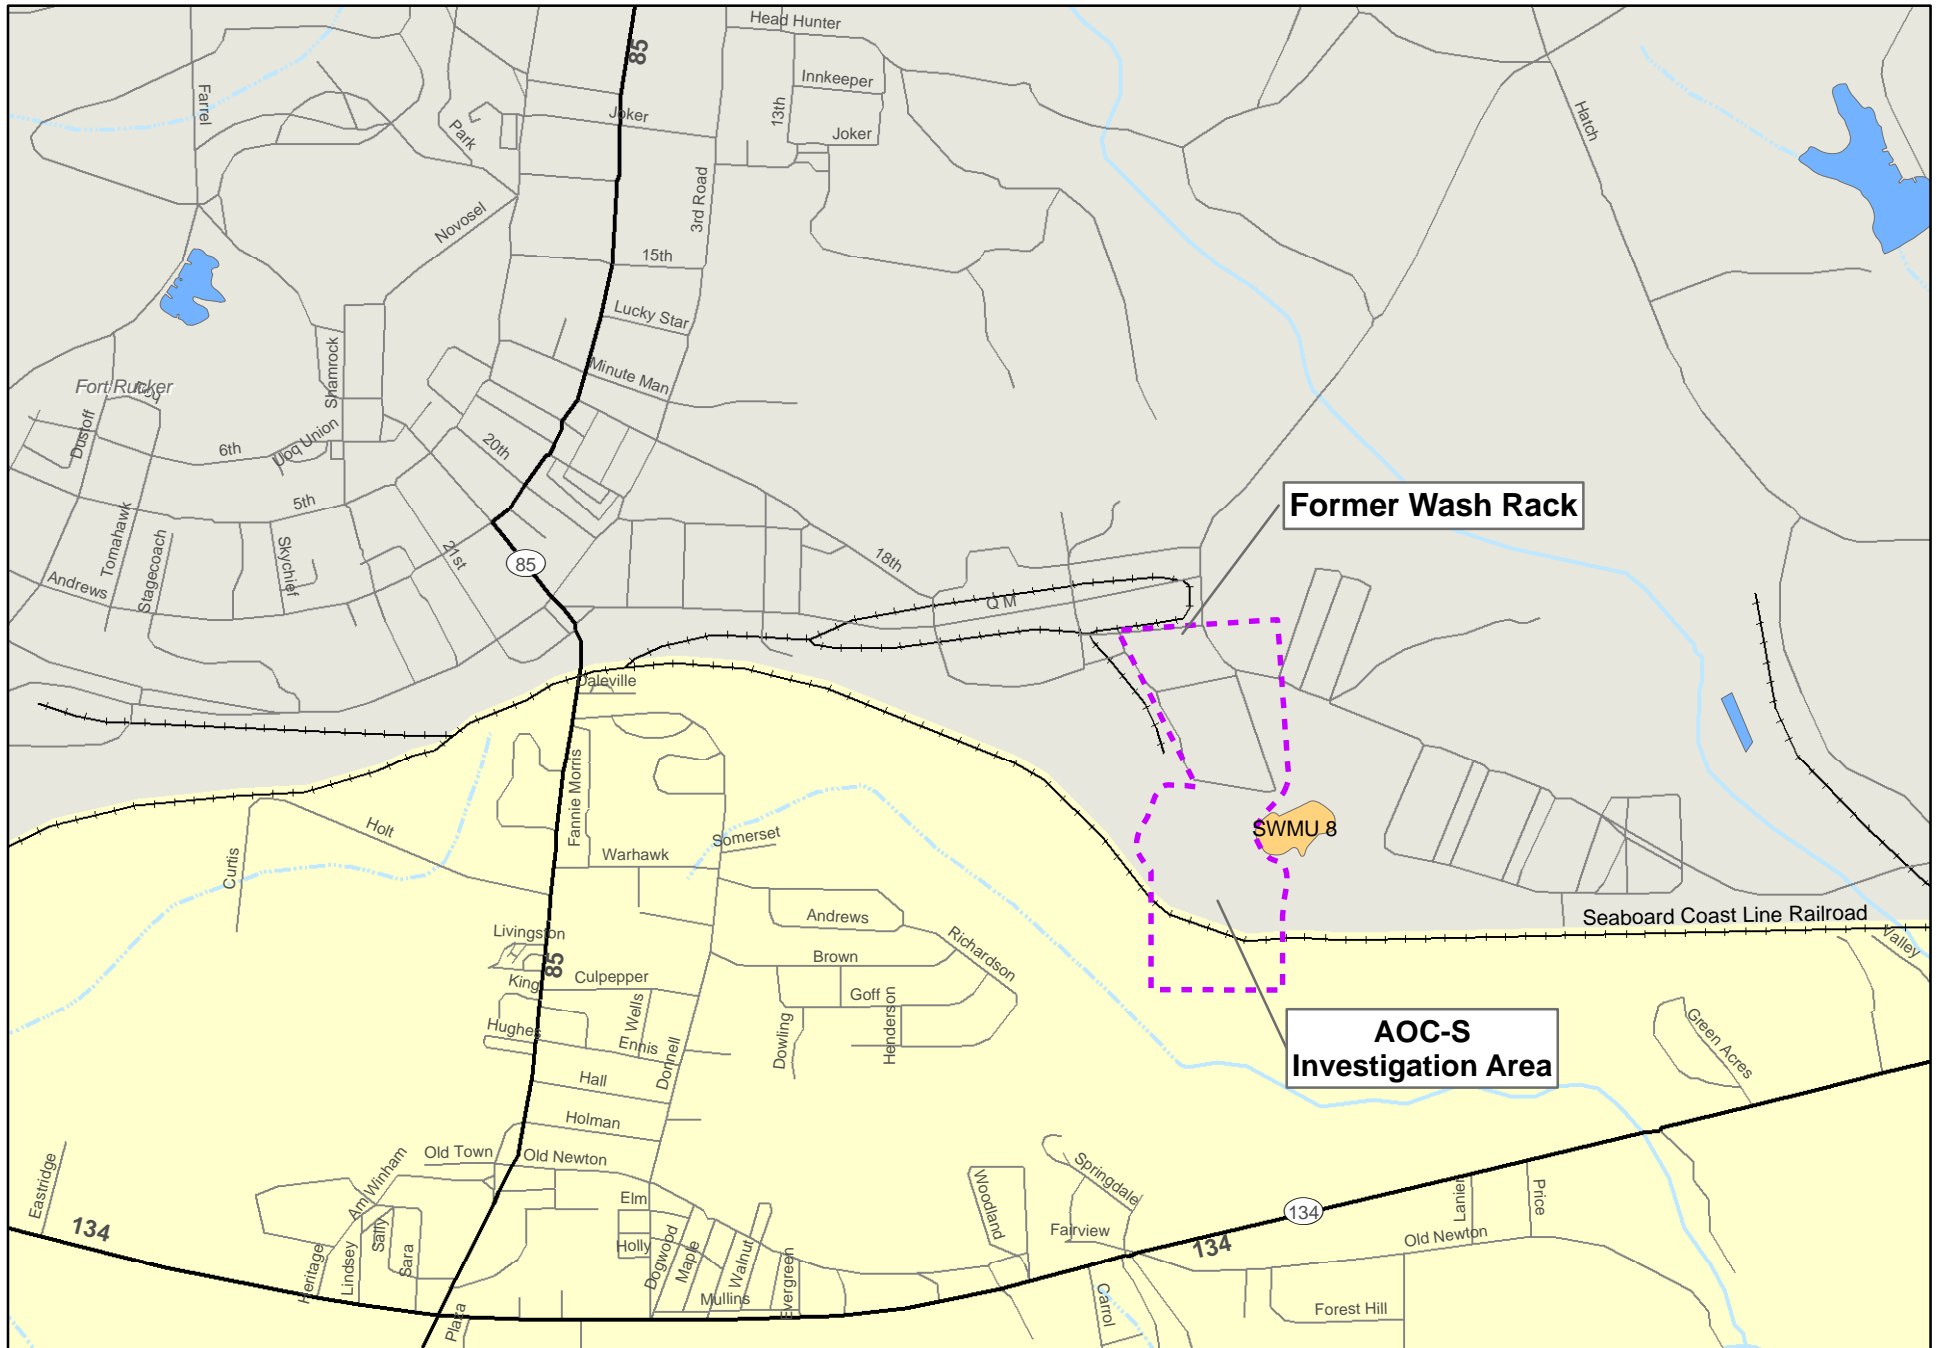 Head Hunter
85
Innkeeper
Farrel
13th
Joker
Joker
Hatch
Park
3rd Road
Novosel
15th
Lucky Star
Shamrock
Minute Man
Fort Rucker
Dustoff
6th
Uoq Union
20th
5th
Former Wash Rack
Tomahawk
Stagecoach
Skychief
21st
18th
85
Andrews
Q M
Daleville
Fannie Morris
Holt
Somerset
SWMU 8
Curtis
Warhawk
Andrews
Seaboard Coast Line Railroad
Livingston
Richardson
Valley
85
Brown
King
Culpepper
Goff
Wells
Henderson
Hughes
Dowling
Ennis
AOC-S
Investigation Area
Green Acres
Donnell
Hall
Holman
Old Town
Old Newton
Springdale
Am Winham
Eastridge
Woodland
Elm
Lanier
Price
134
134
Fairview
Sally
Old Newton
134
Holly
Dogwood
Maple
Walnut
Heritage
Lindsey
Sara
Evergreen
Mullins
Carrol
Forest Hill
Plaza